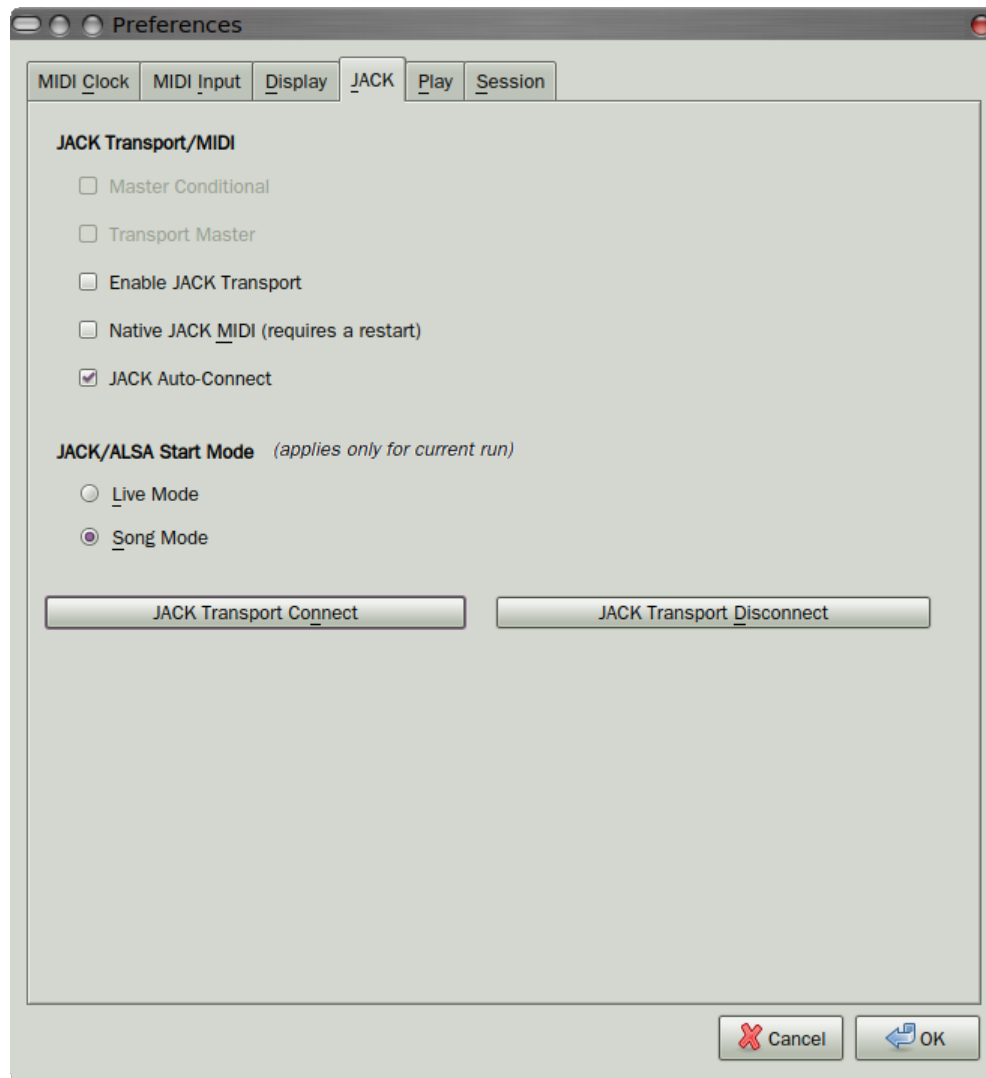 Preferences
MIDI Clock MIDI Input Display JACK Play Session
JACK Transport/MIDI
Master Conditional
Transport Master
Enable JACK Transport
Native JACK MIDI (requires a restart)
JACK Auto-Connect
JACK/ALSA Start Mode (applies only for current run)
Live Mode
Song Mode
JACK Transport Connect JACK Transport Disconnect
Cancel OK